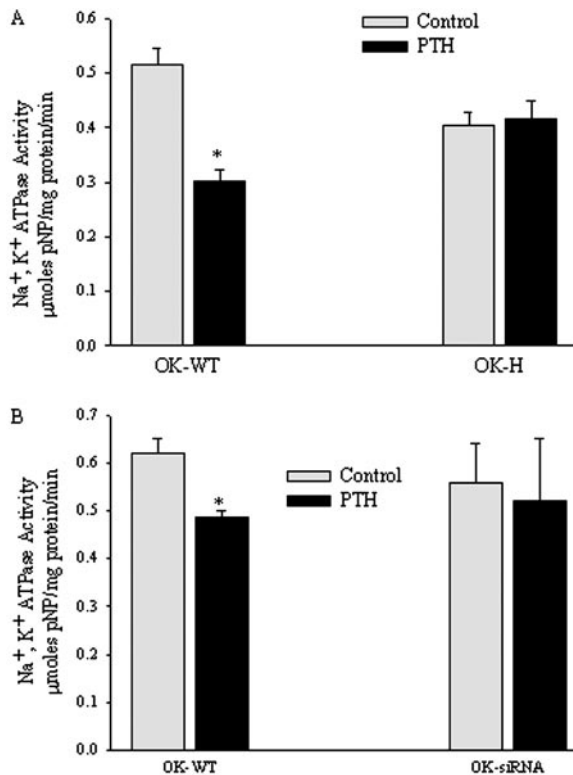 A
0.6
0.5
0.4
0.3
0.2
0.1
0.0
Na⁺, K⁺ ATPase Activity
μmoles pNP/mg protein/min
Control
PTH
*
OK-WT
OK-H
B
0.7
0.6
0.5
0.4
0.3
0.2
0.1
0.0
Na⁺, K⁺ ATPase Activity
μmoles pNP/mg protein/min
Control
PTH
*
OK-WT
OK-siRNA